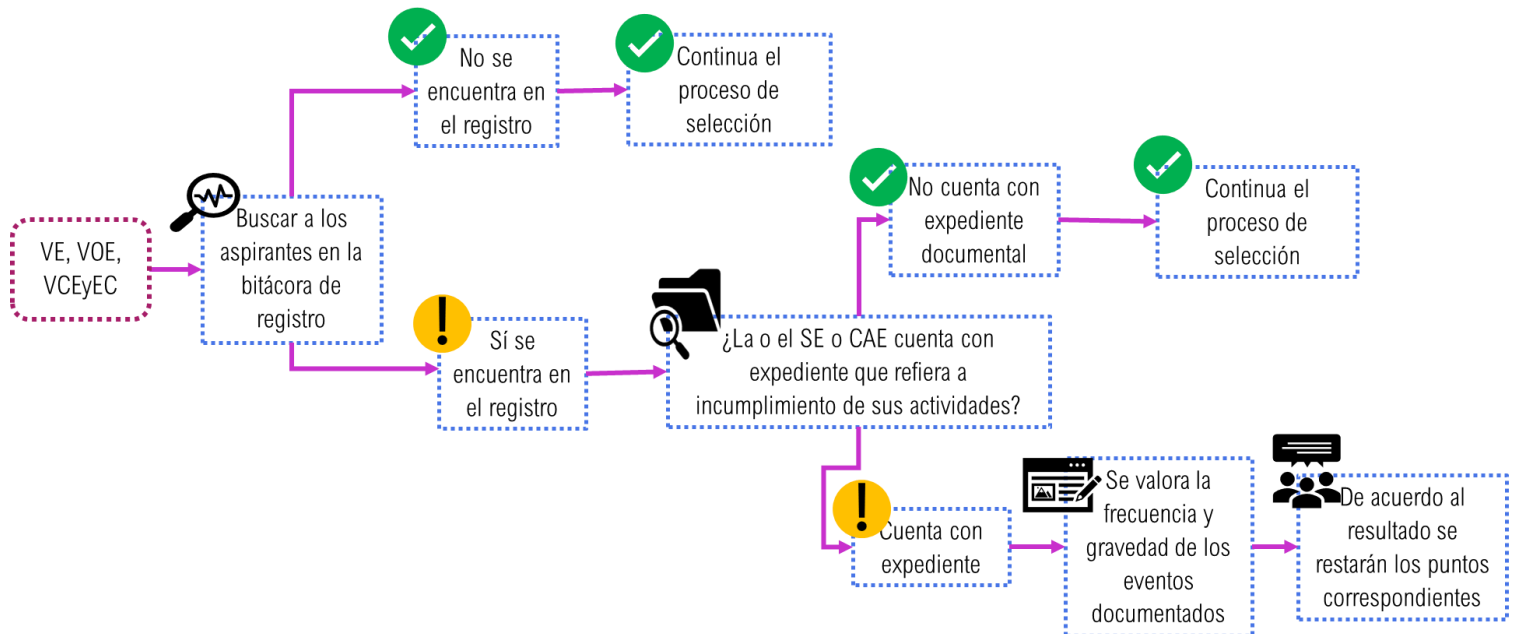 No se
encuentra en
el registro
Continua el
proceso de
selección
VE, VOE,
VCEyEC
Buscar a los
aspirantes en la
bitácora de
registro
No cuenta con
expediente
documental
Continua el
proceso de
selección
Sí se
encuentra en
el registro
¿La o el SE o CAE cuenta con
expediente que refiera a
incumplimiento de sus actividades?
Cuenta con
expediente
Se valora la
frecuencia y
gravedad de los
eventos
documentados
De acuerdo al
resultado se
restarán los puntos
correspondientes